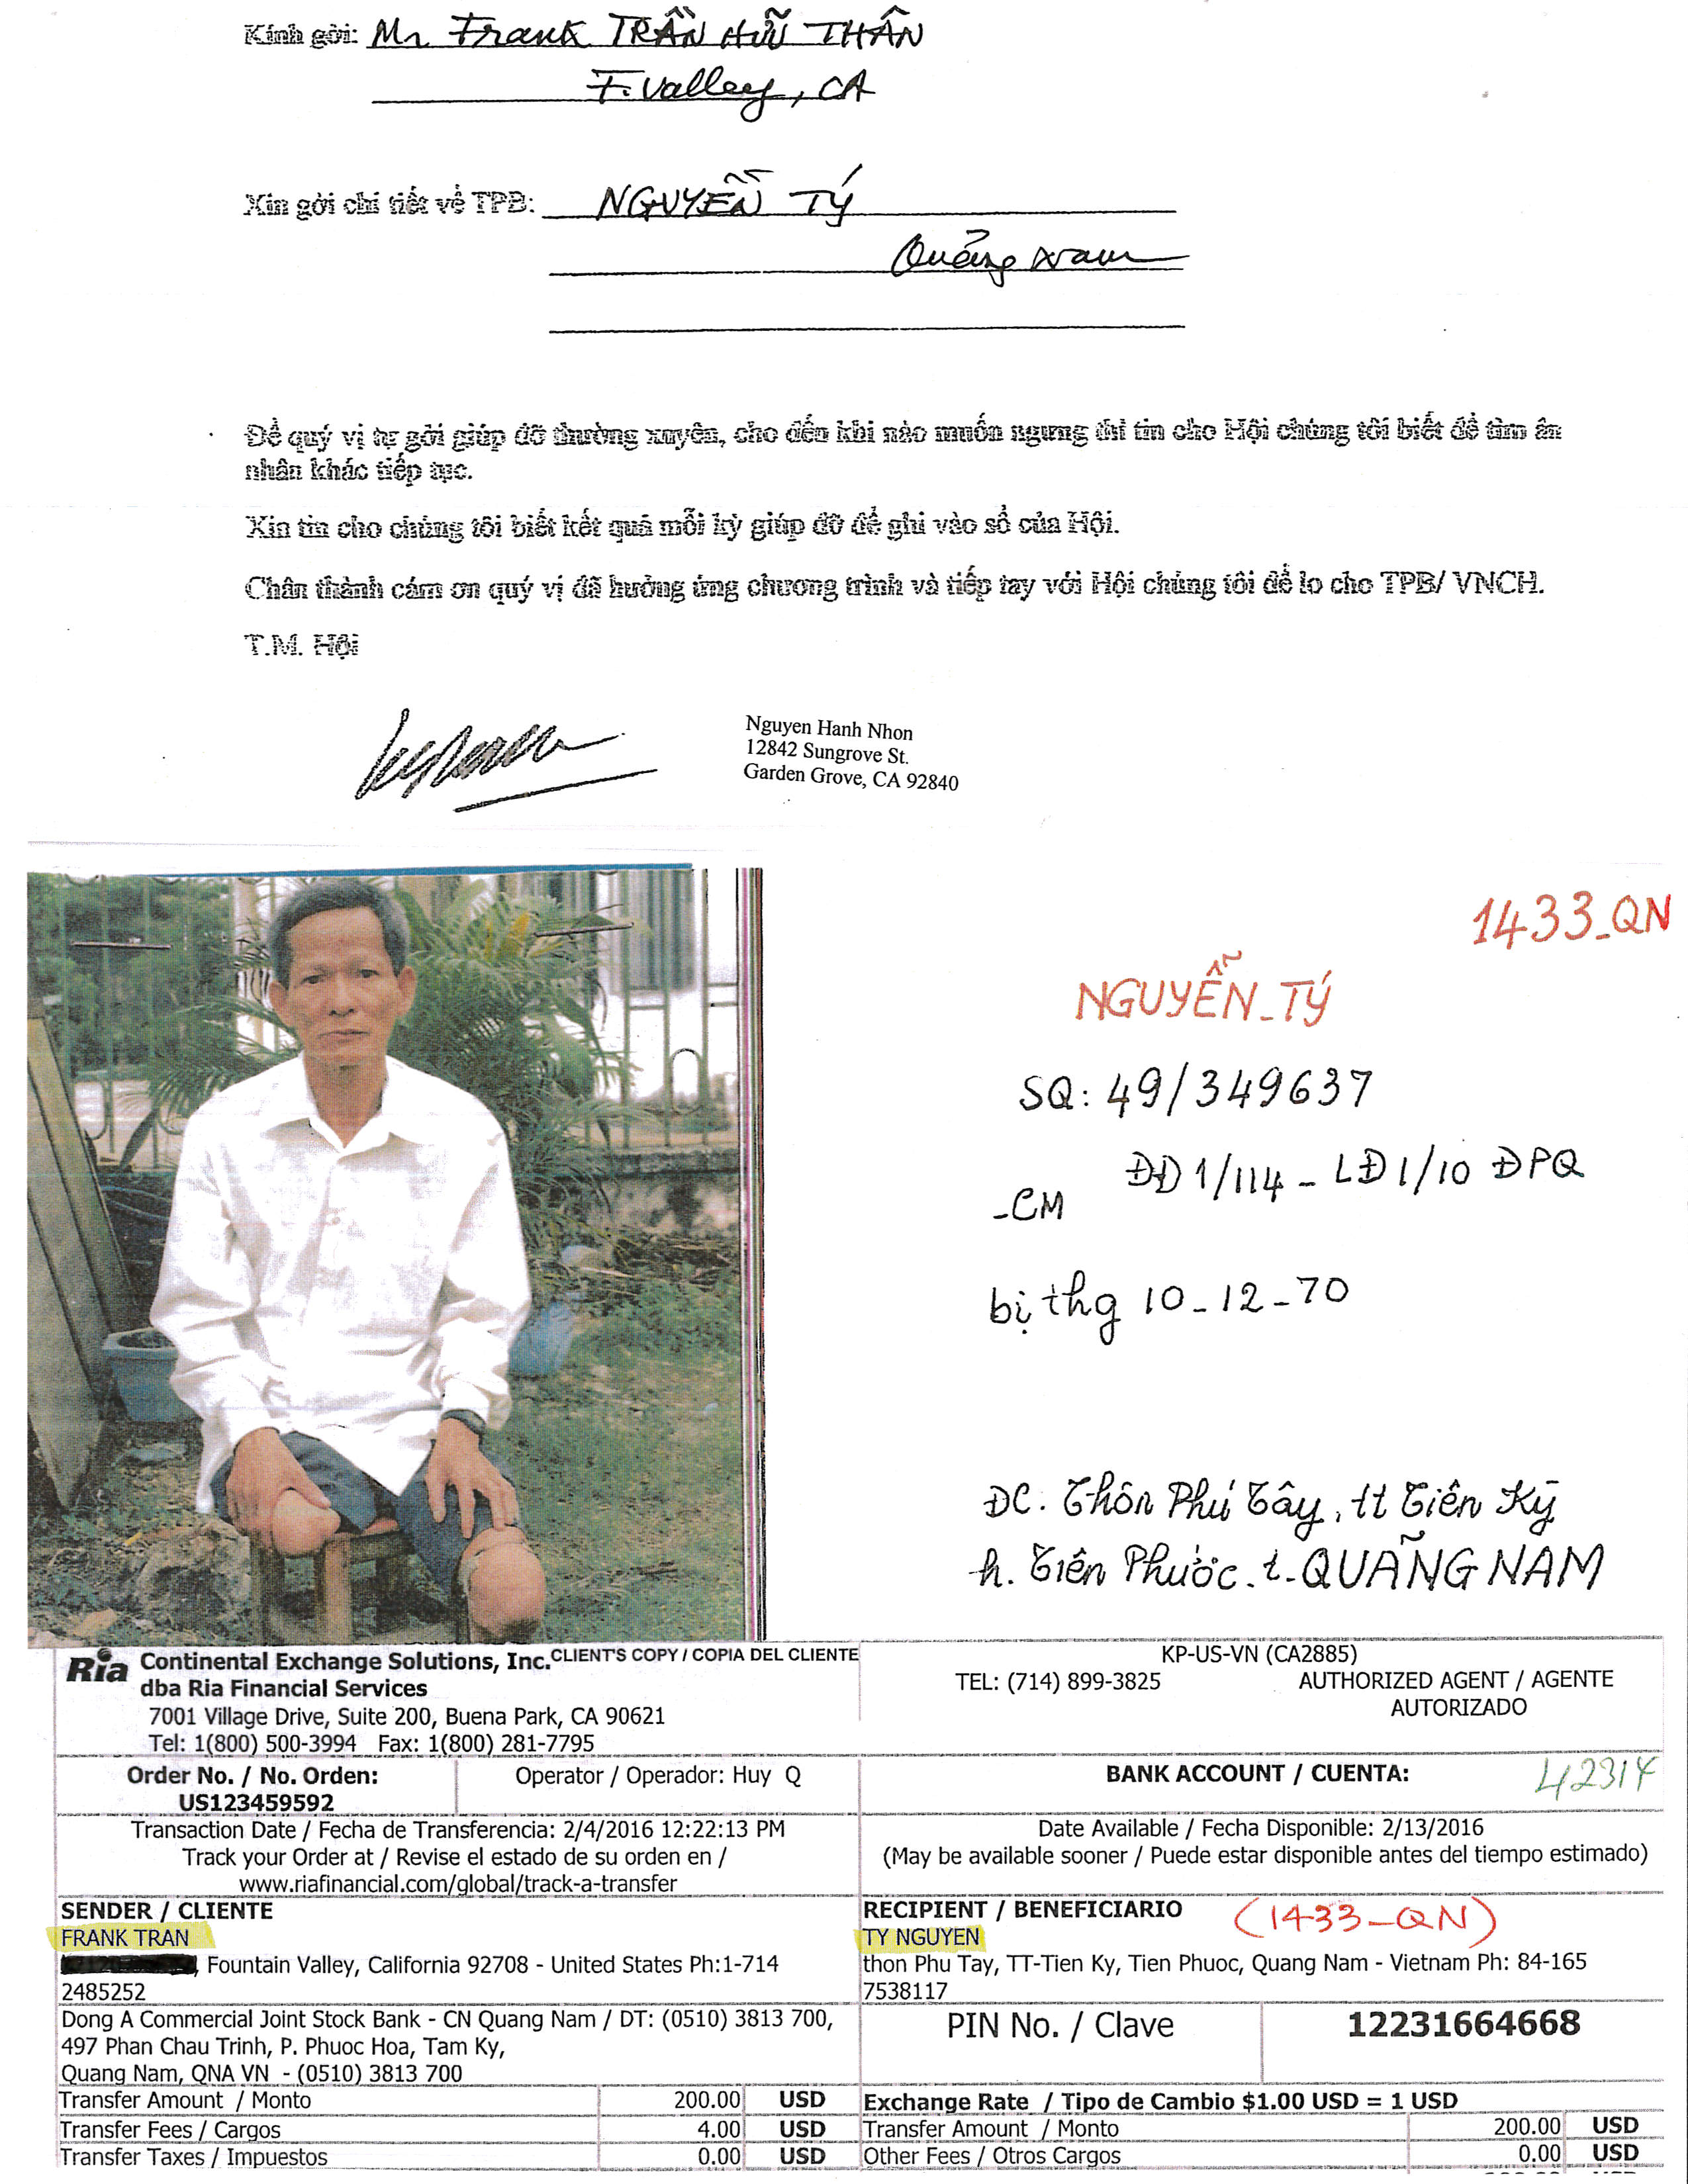 Kính gởi: Mr Frank TRẦN HỮU THÂN
F. Valley, CA
Xin gởi chi tiết về TPB: NGUYỄN TÝ
Quảng Nam
Để quý vị tự gởi giúp đỡ thường xuyên, cho đến khi nào muốn ngưng thì tin cho Hội chúng tôi biết để tìm ân
nhân khác tiếp tục.
Xin tin cho chúng tôi biết kết quả mỗi kỳ giúp đỡ để ghi vào sổ của Hội.
Chân thành cám ơn quý vị đã hưởng ứng chương trình và tiếp tay với Hội chúng tôi để lo cho TPB/ VNCH.
T.M. Hội
Nguyen Hanh Nhon
12842 Sungrove St.
Garden Grove, CA 92840
1433_QN
NGUYỄN_TÝ
SQ: 49/349637
ĐĐ 1/114 - LĐ 1/10 ĐPQ
-CM
bị thg 10-12-70
ĐC. Thôn Phú Tây, tt Tiên Kỹ
h. Tiên Phước. t. QUÃNG NAM
Ria Continental Exchange Solutions, Inc. CLIENT'S COPY / COPIA DEL CLIENTE
dba Ria Financial Services
7001 Village Drive, Suite 200, Buena Park, CA 90621
Tel: 1(800) 500-3994 Fax: 1(800) 281-7795
KP-US-VN (CA2885)
TEL: (714) 899-3825 AUTHORIZED AGENT / AGENTE
AUTORIZADO
Order No. / No. Orden: Operator / Operador: Huy Q
US123459592
BANK ACCOUNT / CUENTA: 42314
Transaction Date / Fecha de Transferencia: 2/4/2016 12:22:13 PM
Track your Order at / Revise el estado de su orden en /
www.riafinancial.com/global/track-a-transfer
Date Available / Fecha Disponible: 2/13/2016
(May be available sooner / Puede estar disponible antes del tiempo estimado)
SENDER / CLIENTE
FRANK TRAN
, Fountain Valley, California 92708 - United States Ph:1-714
2485252
RECIPIENT / BENEFICIARIO (1433-QN)
TY NGUYEN
thon Phu Tay, TT-Tien Ky, Tien Phuoc, Quang Nam - Vietnam Ph: 84-165
7538117
Dong A Commercial Joint Stock Bank - CN Quang Nam / DT: (0510) 3813 700,
497 Phan Chau Trinh, P. Phuoc Hoa, Tam Ky,
Quang Nam, QNA VN - (0510) 3813 700
PIN No. / Clave 12231664668
Transfer Amount / Monto 200.00 USD
Transfer Fees / Cargos 4.00 USD
Transfer Taxes / Impuestos 0.00 USD
Exchange Rate / Tipo de Cambio $1.00 USD = 1 USD
Transfer Amount / Monto 200.00 USD
Other Fees / Otros Cargos 0.00 USD